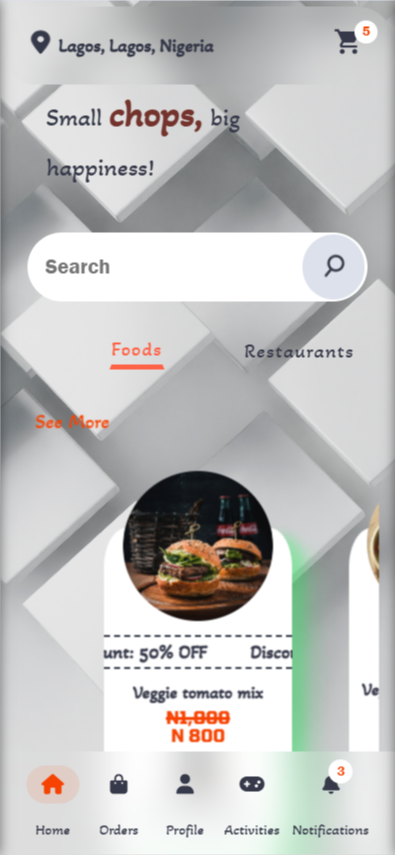 Lagos, Lagos, Nigeria
5
Small chops, big
happiness!
Search
Foods Restaurants
See More
unt: 50% OFF Discou
Veggie tomato mix
Ve
N1,000
N 800
3
Home Orders Profile Activities Notifications